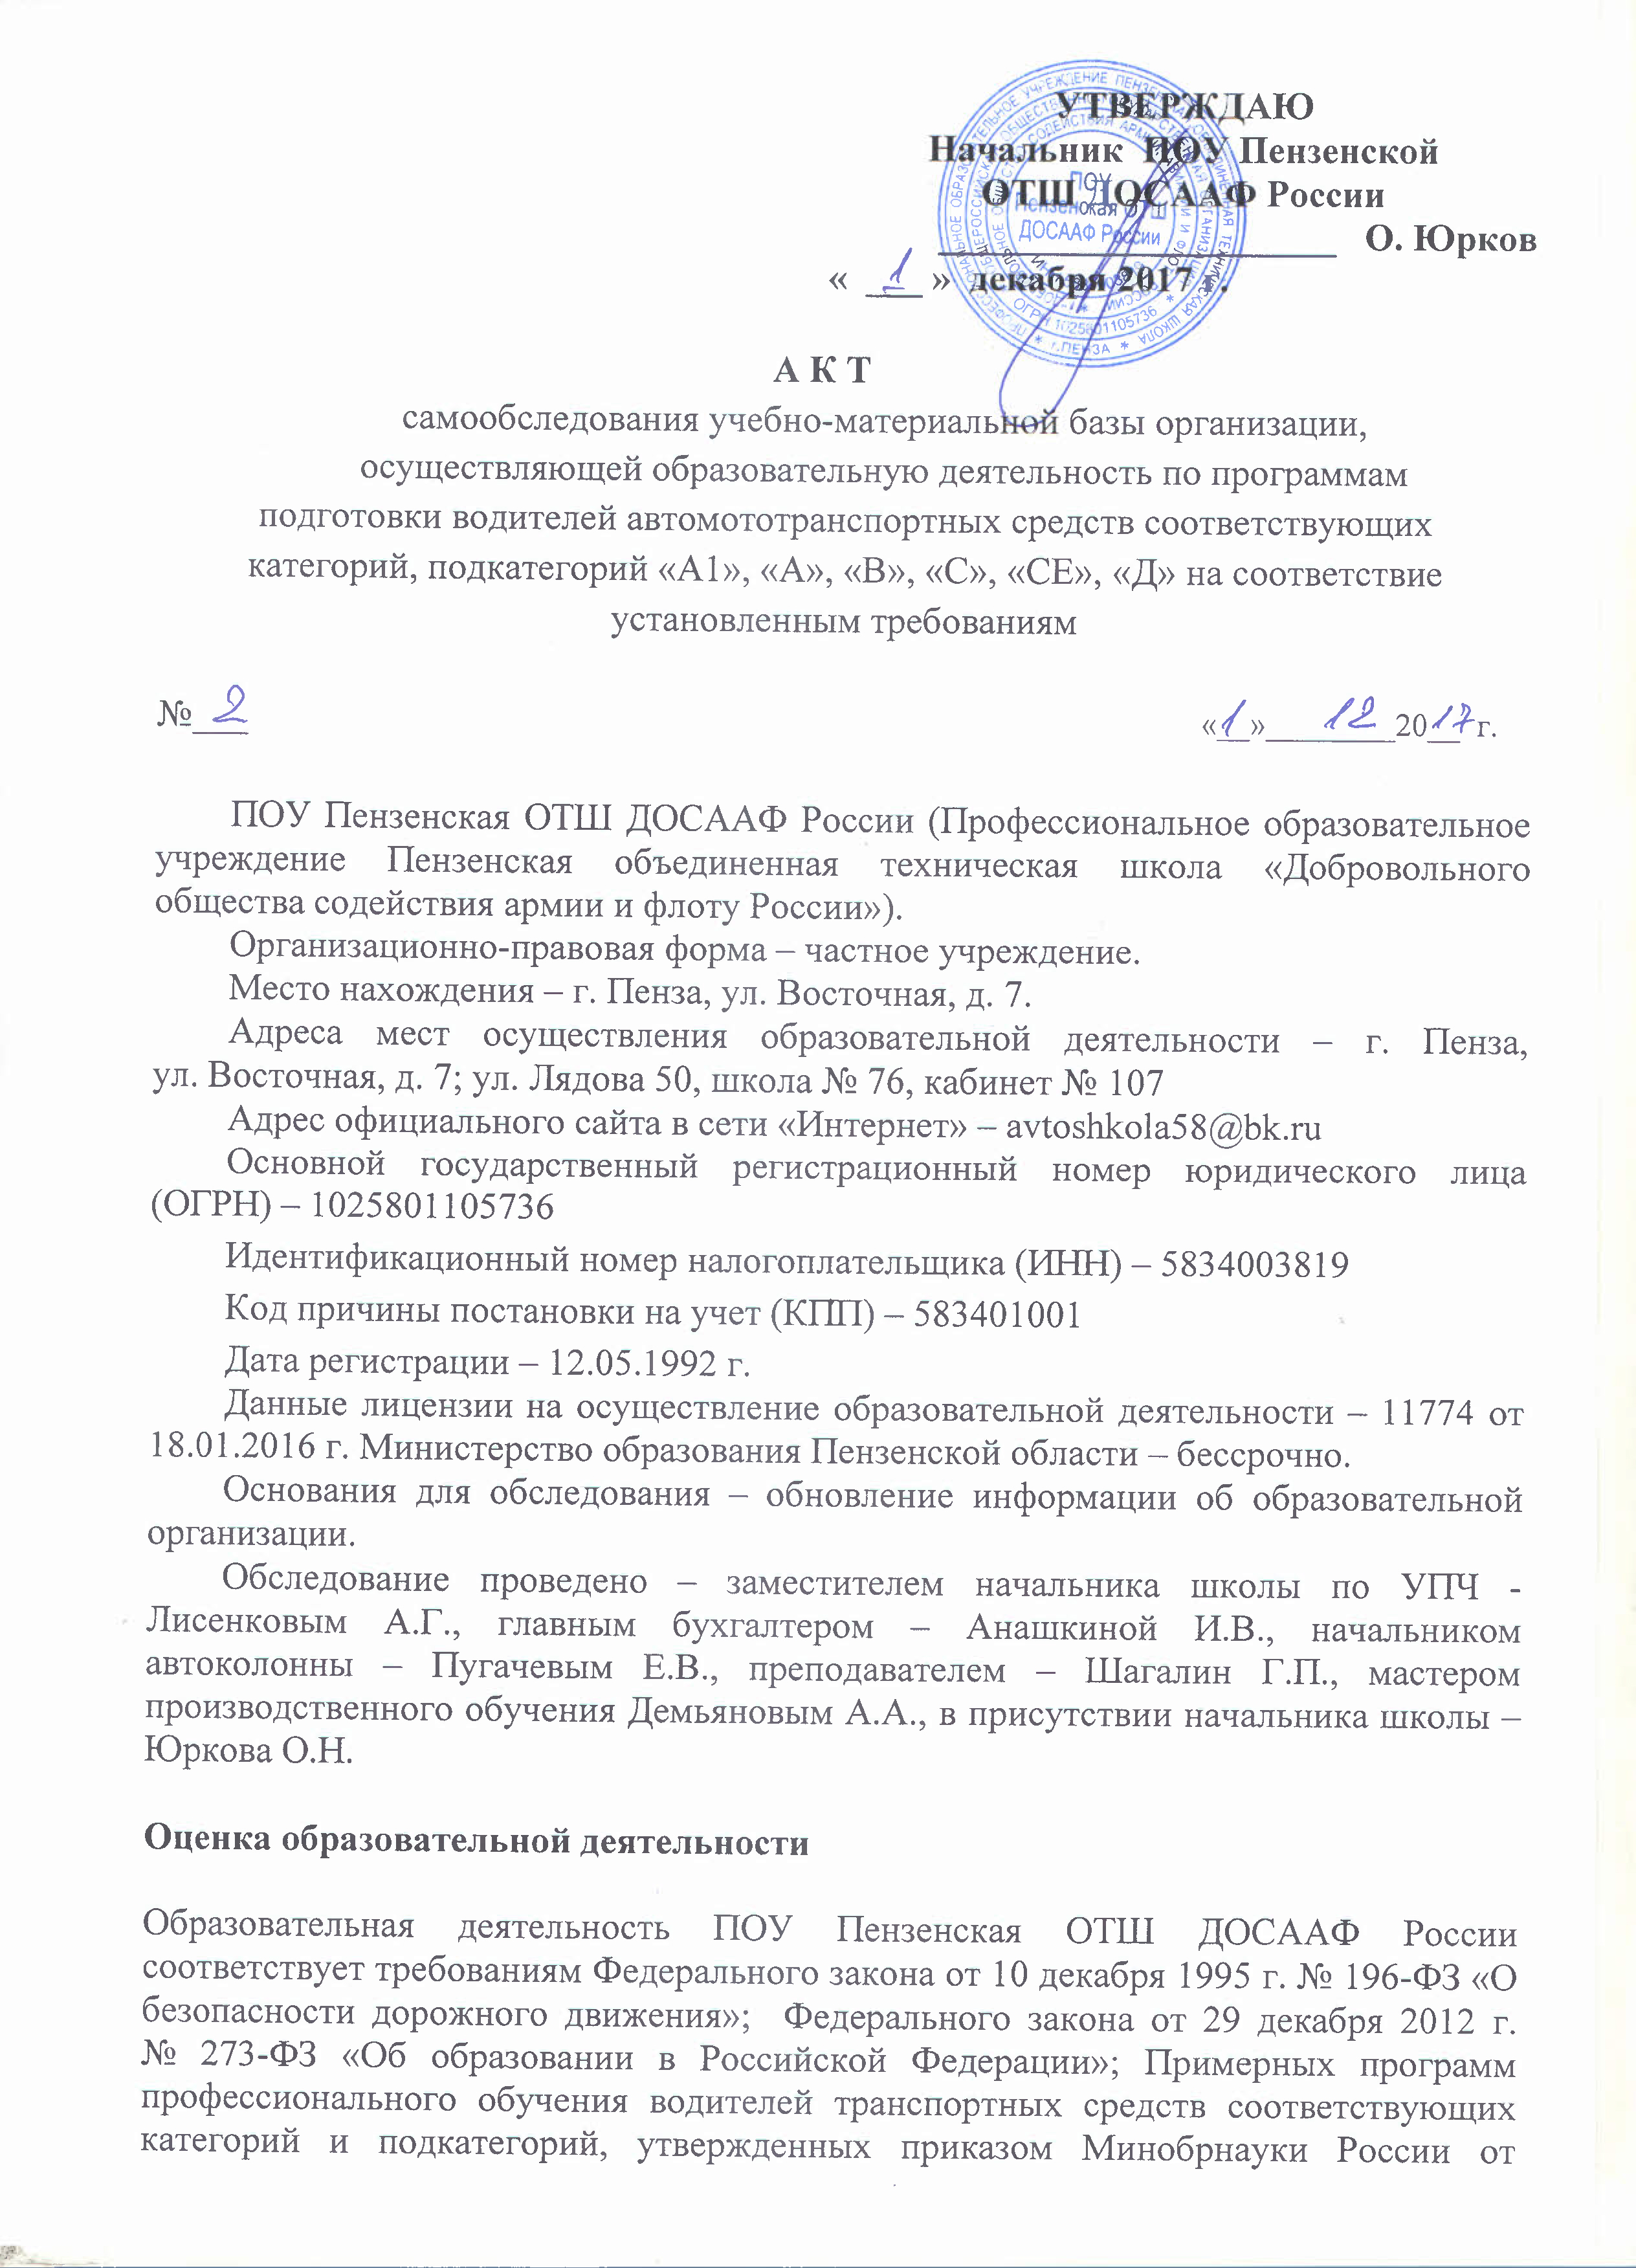 УТВЕРЖДАЮ
Начальник ПОУ Пензенской
ОТШ ДОСААФ России
О. Юрков
« 1 » декабря 2017 г.
А К Т
самообследования учебно-материальной базы организации,
осуществляющей образовательную деятельность по программам
подготовки водителей автомототранспортных средств соответствующих
категорий, подкатегорий «А1», «А», «В», «С», «СЕ», «Д» на соответствие
установленным требованиям
№ 2
«1» 12 2017 г.
ПОУ Пензенская ОТШ ДОСААФ России (Профессиональное образовательное
учреждение Пензенская объединенная техническая школа «Добровольного
общества содействия армии и флоту России»).
Организационно-правовая форма – частное учреждение.
Место нахождения – г. Пенза, ул. Восточная, д. 7.
Адреса мест осуществления образовательной деятельности – г. Пенза,
ул. Восточная, д. 7; ул. Лядова 50, школа № 76, кабинет № 107
Адрес официального сайта в сети «Интернет» – avtoshkola58@bk.ru
Основной государственный регистрационный номер юридического лица
(ОГРН) – 1025801105736
Идентификационный номер налогоплательщика (ИНН) – 5834003819
Код причины постановки на учет (КПП) – 583401001
Дата регистрации – 12.05.1992 г.
Данные лицензии на осуществление образовательной деятельности – 11774 от
18.01.2016 г. Министерство образования Пензенской области – бессрочно.
Основания для обследования – обновление информации об образовательной
организации.
Обследование проведено – заместителем начальника школы по УПЧ -
Лисенковым А.Г., главным бухгалтером – Анашкиной И.В., начальником
автоколонны – Пугачевым Е.В., преподавателем – Шагалин Г.П., мастером
производственного обучения Демьяновым А.А., в присутствии начальника школы –
Юркова О.Н.
Оценка образовательной деятельности
Образовательная деятельность ПОУ Пензенская ОТШ ДОСААФ России
соответствует требованиям Федерального закона от 10 декабря 1995 г. № 196-ФЗ «О
безопасности дорожного движения»; Федерального закона от 29 декабря 2012 г.
№ 273-ФЗ «Об образовании в Российской Федерации»; Примерных программ
профессионального обучения водителей транспортных средств соответствующих
категорий и подкатегорий, утвержденных приказом Минобрнауки России от
ПОУ
Пензенская ОТШ
ДОСААФ России
ОГРН 1025801105736
г.ПЕНЗА